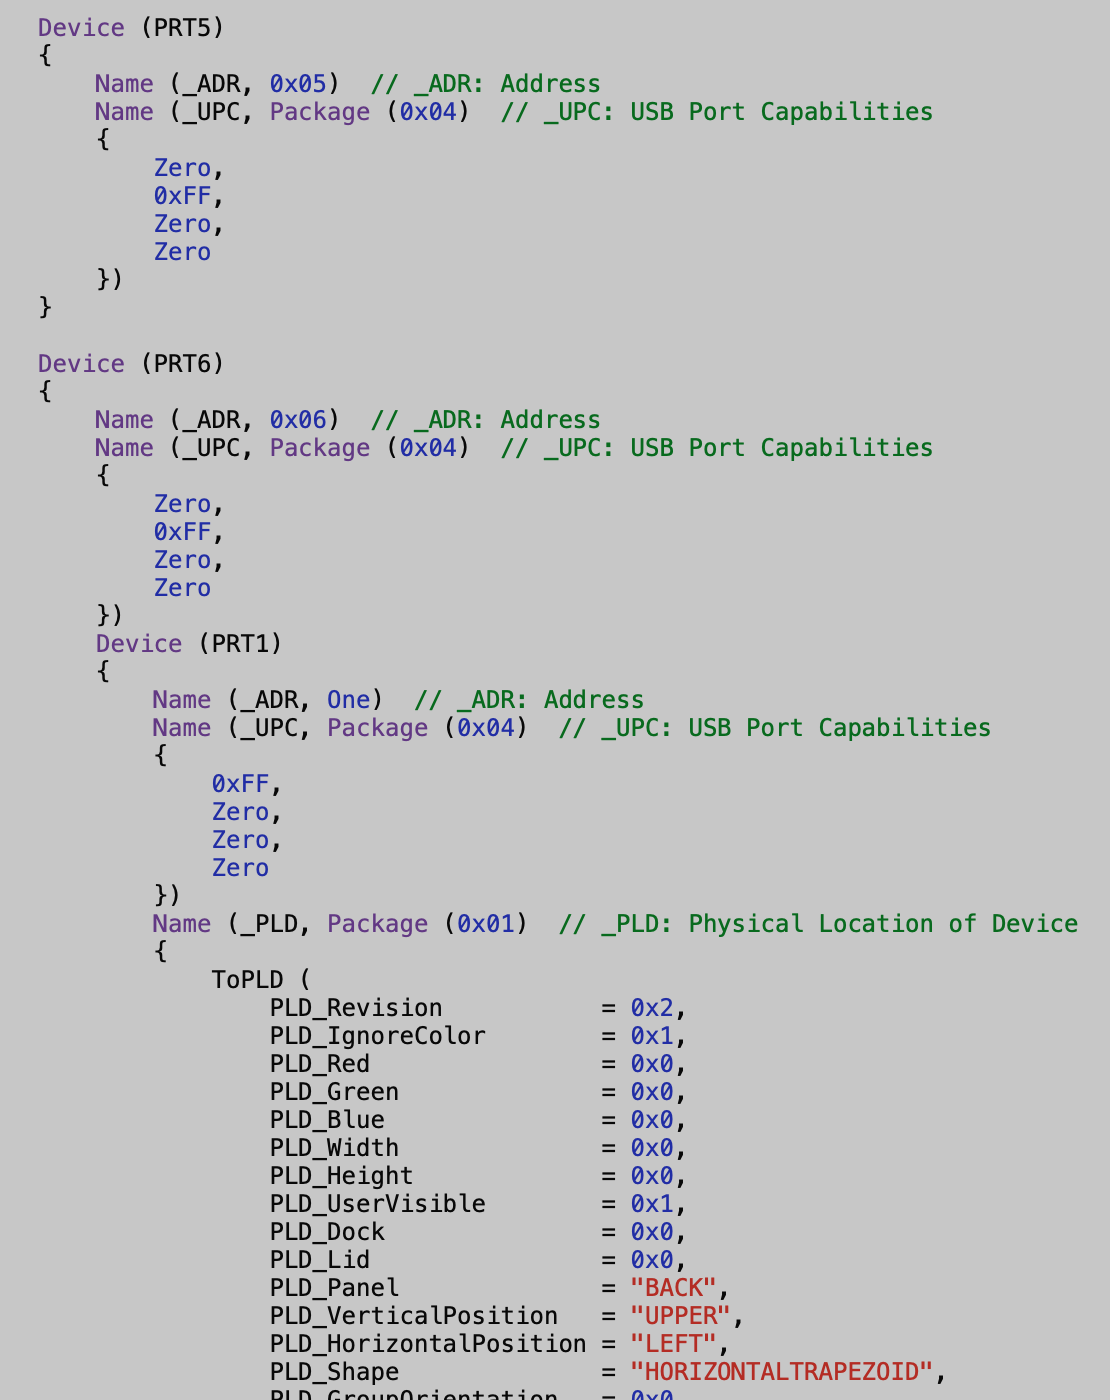 Device (PRT5)
{
    Name (_ADR, 0x05)  // _ADR: Address
    Name (_UPC, Package (0x04)  // _UPC: USB Port Capabilities
    {
        Zero,
        0xFF,
        Zero,
        Zero
    })
}

Device (PRT6)
{
    Name (_ADR, 0x06)  // _ADR: Address
    Name (_UPC, Package (0x04)  // _UPC: USB Port Capabilities
    {
        Zero,
        0xFF,
        Zero,
        Zero
    })
    Device (PRT1)
    {
        Name (_ADR, One)  // _ADR: Address
        Name (_UPC, Package (0x04)  // _UPC: USB Port Capabilities
        {
            0xFF,
            Zero,
            Zero,
            Zero
        })
        Name (_PLD, Package (0x01)  // _PLD: Physical Location of Device
        {
            ToPLD (
                PLD_Revision           = 0x2,
                PLD_IgnoreColor        = 0x1,
                PLD_Red                = 0x0,
                PLD_Green              = 0x0,
                PLD_Blue               = 0x0,
                PLD_Width              = 0x0,
                PLD_Height             = 0x0,
                PLD_UserVisible        = 0x1,
                PLD_Dock               = 0x0,
                PLD_Lid                = 0x0,
                PLD_Panel              = "BACK",
                PLD_VerticalPosition   = "UPPER",
                PLD_HorizontalPosition = "LEFT",
                PLD_Shape              = "HORIZONTALTRAPEZOID",
                PLD_GroupOrientation   = 0x0